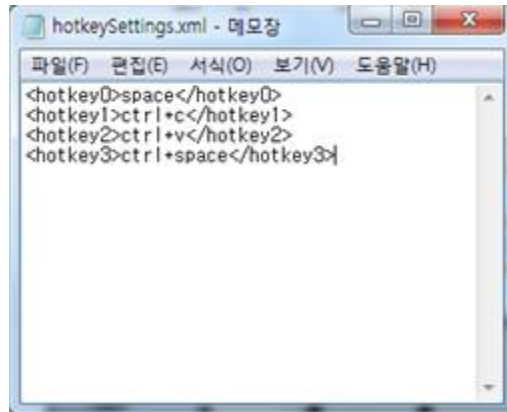 hotkeySettings.xml - 메모장
파일(F) 편집(E) 서식(O) 보기(V) 도움말(H)
<hotkey0>space</hotkey0>
<hotkey1>ctrl+c</hotkey1>
<hotkey2>ctrl+v</hotkey2>
<hotkey3>ctrl+space</hotkey3>